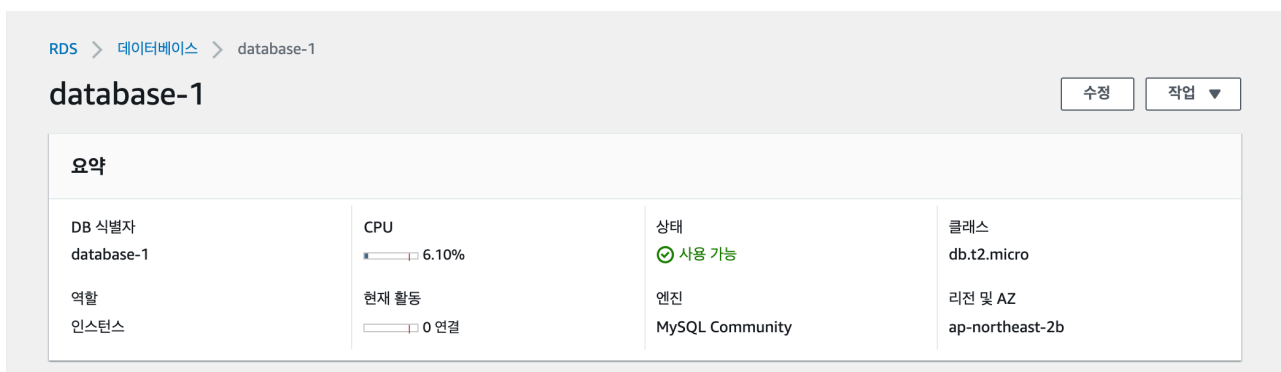 RDS 데이터베이스 database-1
database-1
수정 작업
요약
DB 식별자 CPU 상태 클래스
database-1 6.10% 사용 가능 db.t2.micro
역할 현재 활동 엔진 리전 및 AZ
인스턴스 0 연결 MySQL Community ap-northeast-2b